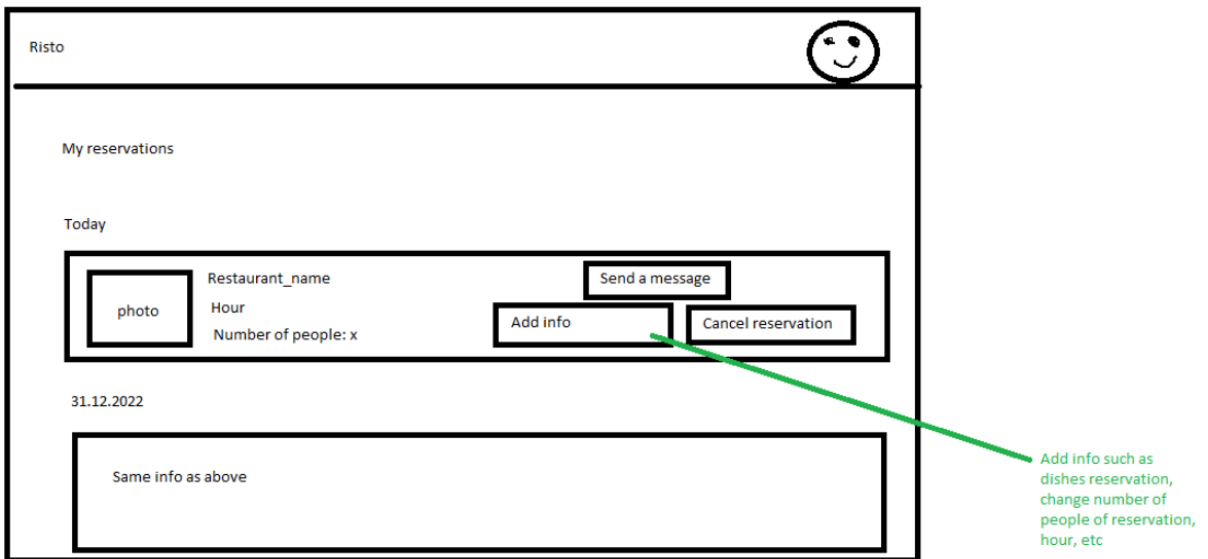 Risto
My reservations
Today
photo
Restaurant_name
Hour
Number of people: x
Send a message
Add info
Cancel reservation
31.12.2022
Same info as above
Add info such as
dishes reservation,
change number of
people of reservation,
hour, etc